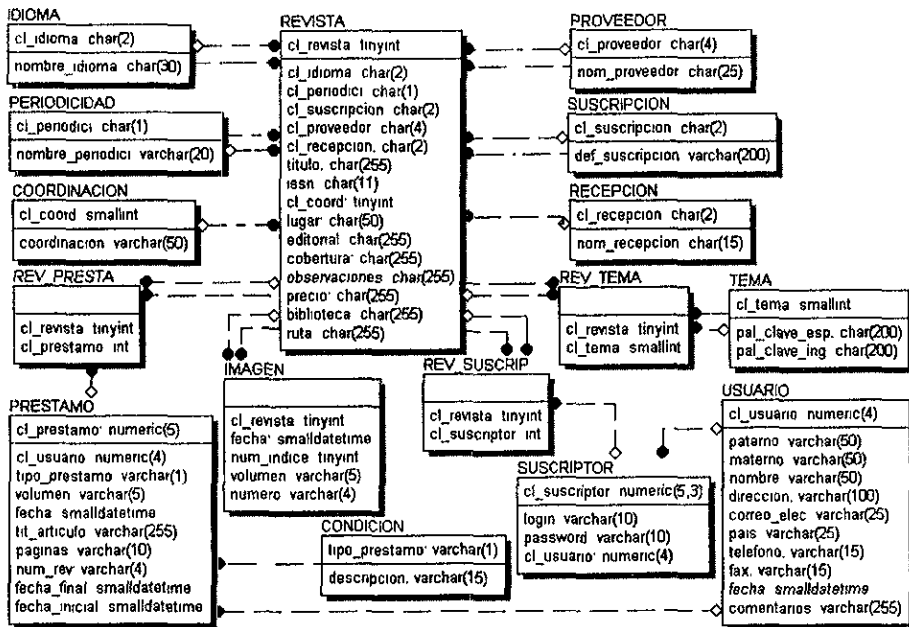 IDIOMA
cl_idioma char(2)
nombre_idioma char(30)
PERIODICIDAD
cl_periodici char(1)
nombre_periodici varchar(20)
COORDINACION
cl_coord smallint
coordinacion varchar(50)
REV_PRESTA
cl_revista tinyint
cl_prestamo int
PRESTAMO
cl_prestamo numeric(5)
cl_usuario numeric(4)
tipo_prestamo varchar(1)
volumen varchar(5)
fecha smalldatetime
tit_articulo varchar(255)
paginas varchar(10)
num_rev varchar(4)
fecha_final smalldatetime
fecha_inicial smalldatetime
REVISTA
cl_revista tinyint
cl_idioma char(2)
cl_periodici char(1)
cl_suscripcion char(2)
cl_proveedor char(4)
cl_recepcion, char(2)
titulo, char(255)
issn char(11)
cl_coord tinyint
lugar char(50)
editorial char(255)
cobertura char(255)
observaciones char(255)
precio char(255)
biblioteca char(255)
ruta char(255)
IMAGEN
cl_revista tinyint
fecha smalldatetime
num_indice tinyint
volumen varchar(5)
numero varchar(4)
CONDICION
tipo_prestamo varchar(1)
descripcion, varchar(15)
REV_SUSCRIP
cl_revista tinyint
cl_suscriptor int
SUSCRIPTOR
cl_suscriptor numeric(5,3)
login varchar(10)
password varchar(10)
cl_usuario numeric(4)
PROVEEDOR
cl_proveedor char(4)
nom_proveedor char(25)
SUSCRIPCION
cl_suscripcion char(2)
def_suscripcion varchar(200)
RECEPCION
cl_recepcion char(2)
nom_recepcion char(15)
REV_TEMA
cl_revista tinyint
cl_tema smallint
TEMA
cl_tema smallint
pal_clave_esp. char(200)
pal_clave_ing char(200)
USUARIO
cl_usuario numeric(4)
paterno varchar(50)
materno varchar(50)
nombre varchar(50)
direccion, varchar(100)
correo_elec varchar(25)
pais varchar(25)
telefono, varchar(15)
fax, varchar(15)
fecha smalldatetime
comentarios varchar(255)